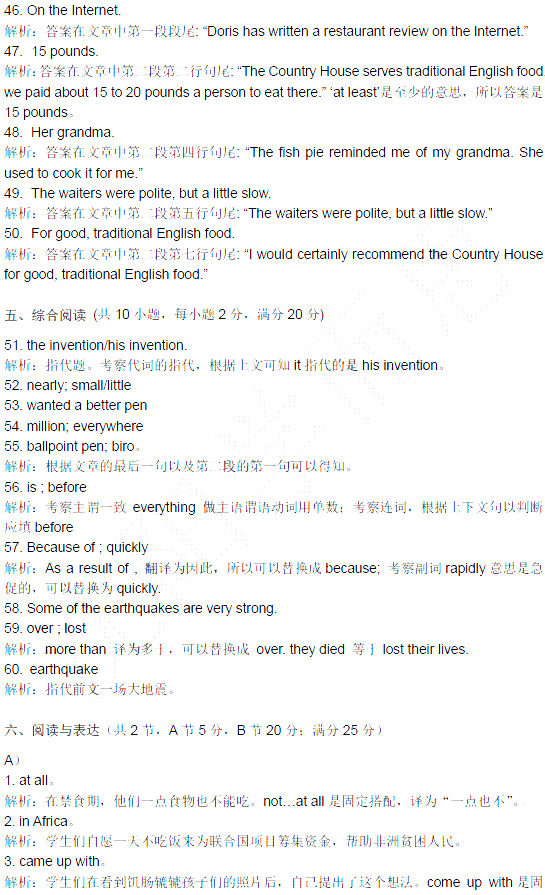 46. On the Internet.
解析：答案在文章中第一段段尾: “Doris has written a restaurant review on the Internet.”
47. 15 pounds.
解析：答案在文章中第二段第二行句尾: “The Country House serves traditional English food
we paid about 15 to 20 pounds a person to eat there.” ‘at least’是至少的意思，所以答案是
15 pounds。
48. Her grandma.
解析：答案在文章中第二段第四行句尾: “The fish pie reminded me of my grandma. She
used to cook it for me.”
49. The waiters were polite, but a little slow.
解析：答案在文章中第二段第五行句尾: “The waiters were polite, but a little slow.”
50. For good, traditional English food.
解析：答案在文章中第二段第七行句尾: “I would certainly recommend the Country House
for good, traditional English food.”
五、综合阅读 (共 10 小题，每小题 2 分，满分 20 分)
51. the invention/his invention.
解析：指代题。考察代词的指代，根据上文可知 it 指代的是 his invention。
52. nearly; small/little
53. wanted a better pen
54. million; everywhere
55. ballpoint pen; biro。
解析：根据文章的最后一句以及第二段的第一句可以得知。
56. is ; before
解析：考察主谓一致 everything 做主语谓语动词用单数；考察连词，根据上下文句以判断
应填 before
57. Because of ; quickly
解析：As a result of , 翻译为因此，所以可以替换成 because; 考察副词 rapidly 意思是急
促的，可以替换为 quickly.
58. Some of the earthquakes are very strong.
59. over ; lost
解析：more than 译为多于，可以替换成 over. they died 等于 lost their lives.
60. earthquake
解析：指代前文一场大地震。
六、阅读与表达（共 2 节，A 节 5 分，B 节 20 分；满分 25 分）
A）
1. at all。
解析：在禁食期，他们一点食物也不能吃。not…at all 是固定搭配，译为“一点也不”。
2. in Africa。
解析：学生们自愿一天不吃饭来为联合国项目筹集资金，帮助非洲贫困人民。
3. came up with。
解析：学生们在看到饥肠辘辘孩子们的照片后，自己提出了这个想法。come up with 是固